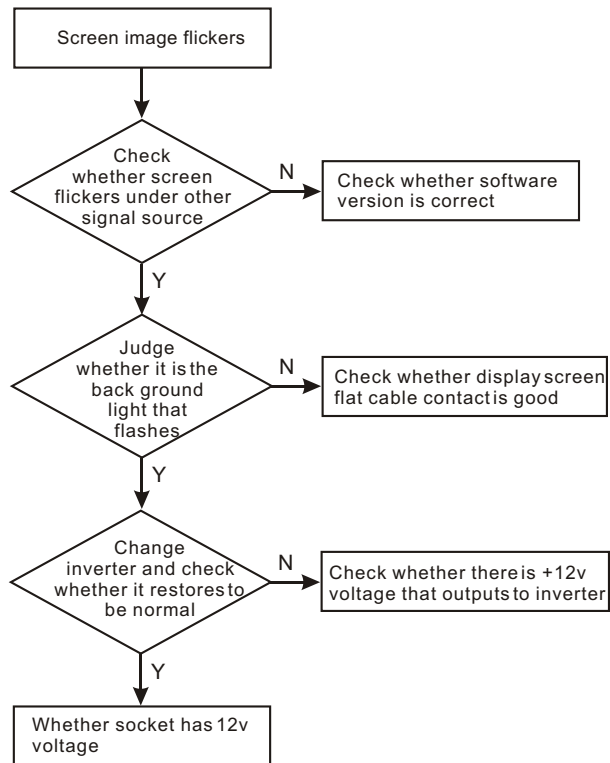 Screen image flickers
Check
whether screen
flickers under other
signal source
N
Check whether software
version is correct
Y
Judge
whether it is the
back ground
light that
flashes
N
Check whether display screen
flat cable contact is good
Y
Change
inverter and check
whether it restores to
be normal
N
Check whether there is +12v
voltage that outputs to inverter
Y
Whether socket has 12v
voltage